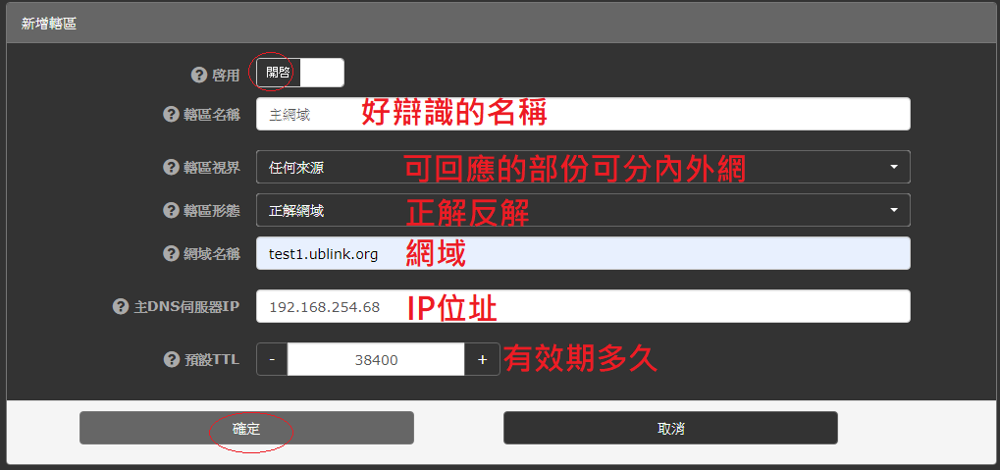 新增轄區
啓用 開啓
轄區名稱 主網域 好辯識的名稱
轄區視界 任何來源 可回應的部份可分內外網
轄區形態 正解網域 正解反解
網域名稱 test1.ublink.org 網域
主DNS伺服器IP 192.168.254.68 IP位址
預設TTL - 38400 + 有效期多久
確定 取消